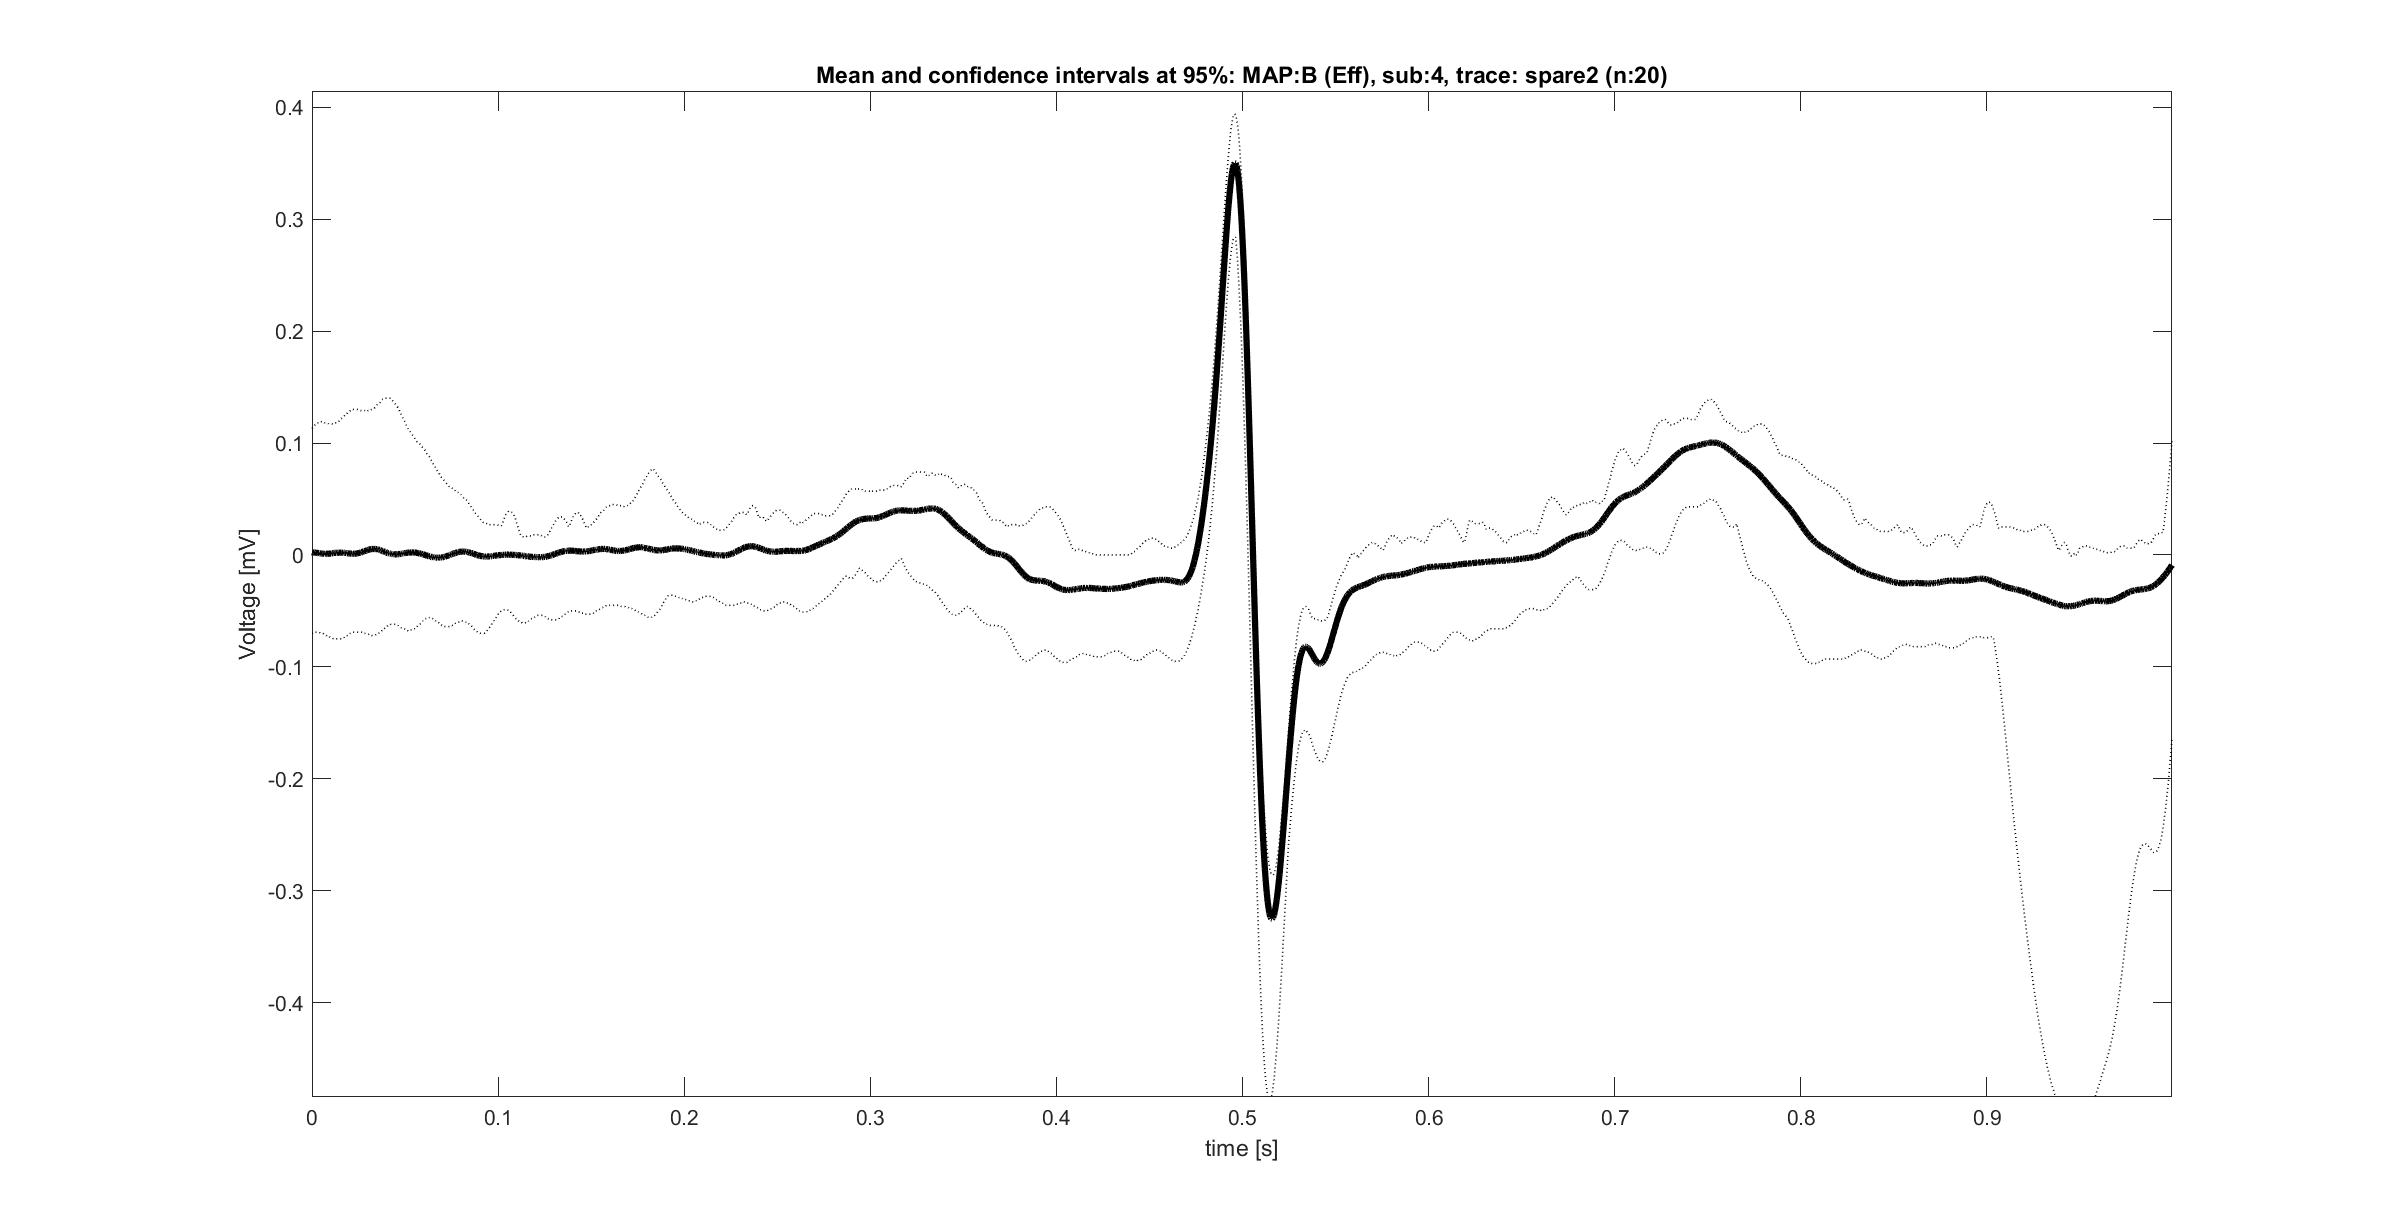 Mean and confidence intervals at 95%: MAP:B (Eff), sub:4, trace: spare2 (n:20)
0.4
0.3
0.2
0.1
0
-0.1
-0.2
-0.3
-0.4
Voltage [mV]
0 0.1 0.2 0.3 0.4 0.5 0.6 0.7 0.8 0.9
time [s]